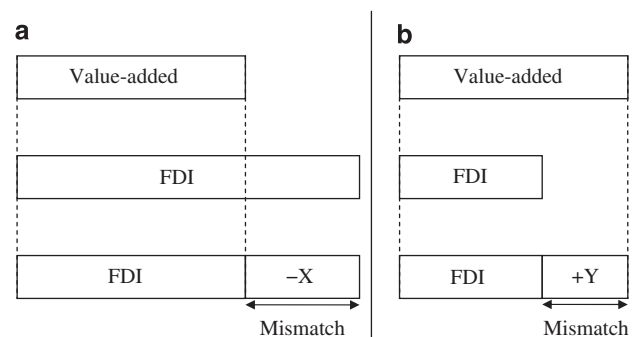 a
Value-added
FDI
FDI
−X
Mismatch
b
Value-added
FDI
FDI
+Y
Mismatch